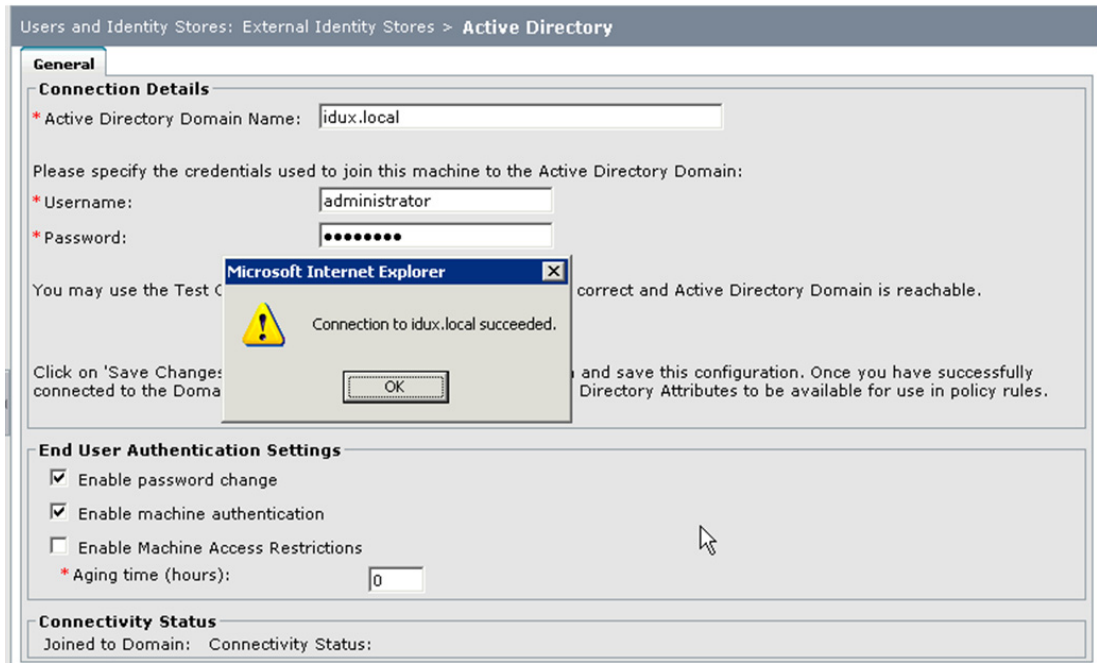 Users and Identity Stores: External Identity Stores > Active Directory
General
Connection Details
* Active Directory Domain Name: idux.local
Please specify the credentials used to join this machine to the Active Directory Domain:
* Username: administrator
* Password: ●●●●●●●●
Microsoft Internet Explorer
You may use the Test C correct and Active Directory Domain is reachable.
Connection to idux.local succeeded.
OK
Click on 'Save Changes and save this configuration. Once you have successfully
connected to the Doma Directory Attributes to be available for use in policy rules.
End User Authentication Settings
Enable password change
Enable machine authentication
Enable Machine Access Restrictions
* Aging time (hours): 0
Connectivity Status
Joined to Domain: Connectivity Status: